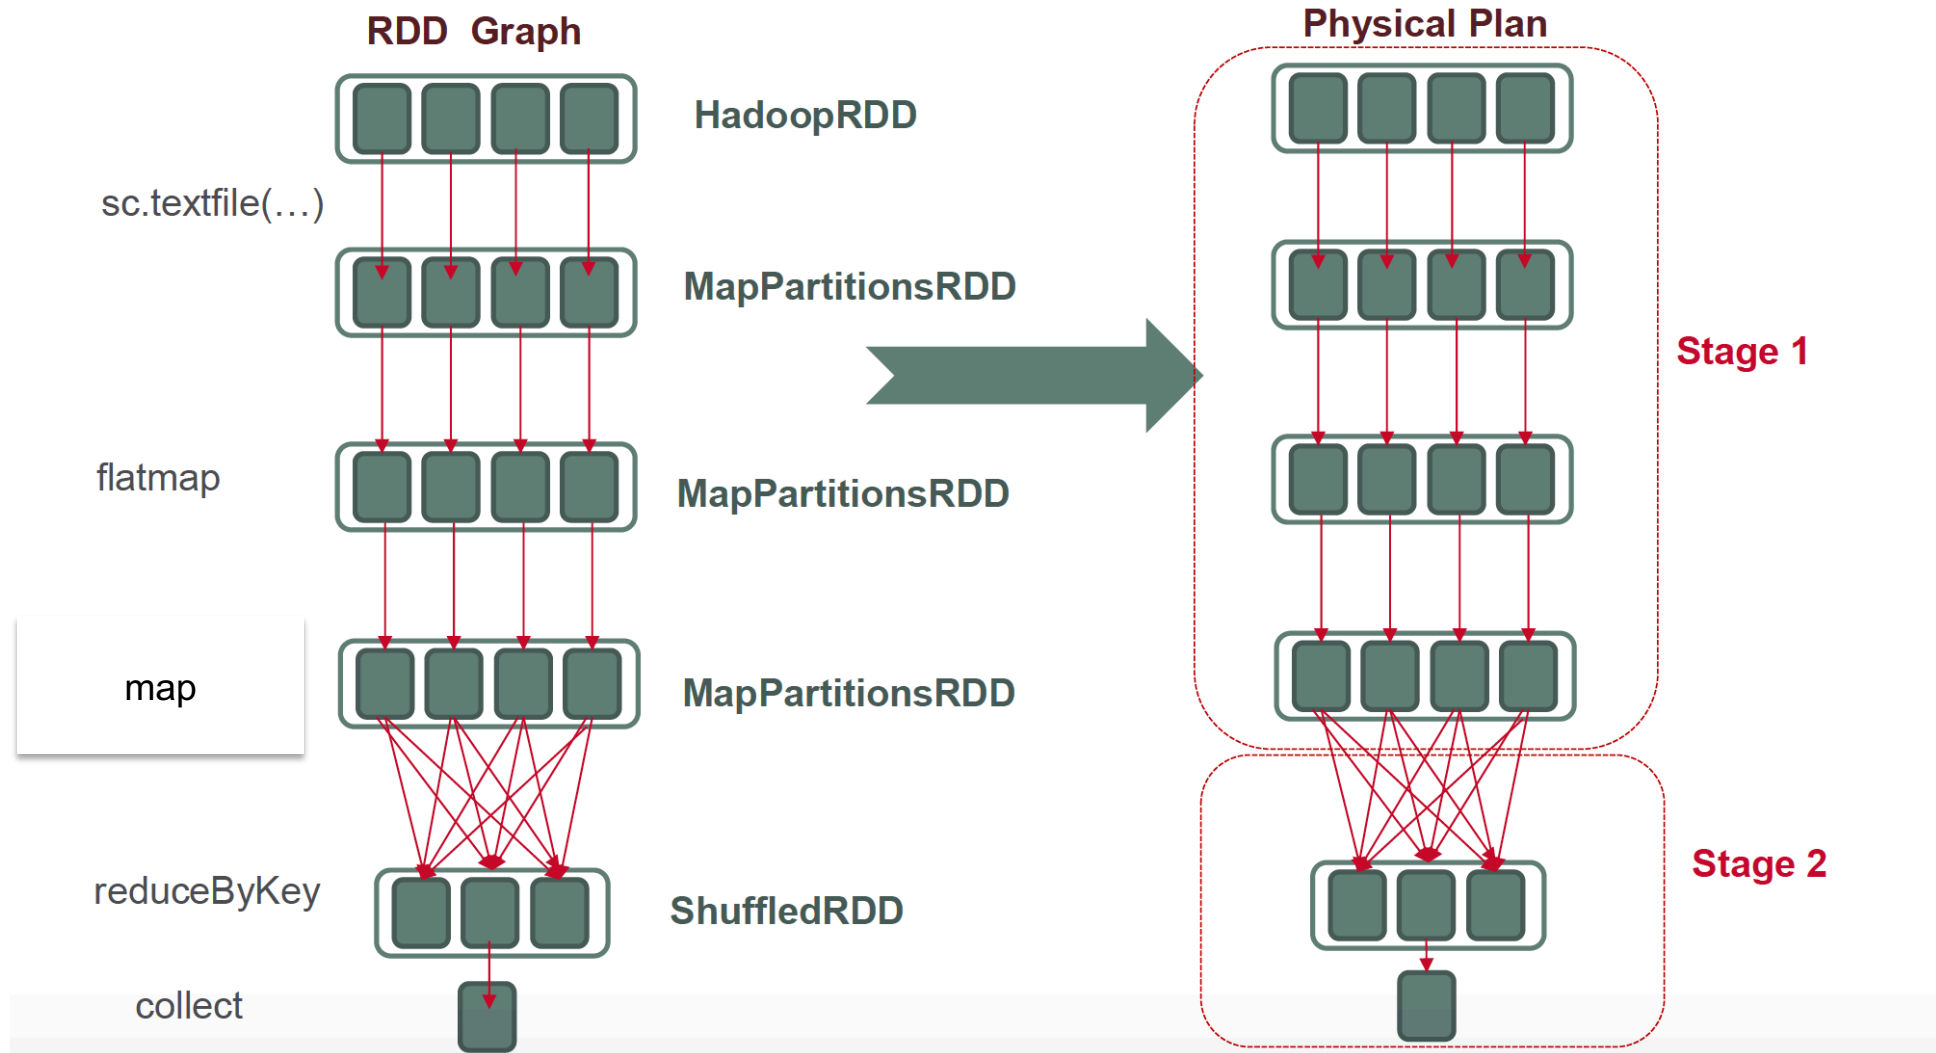 RDD Graph
Physical Plan
HadoopRDD
sc.textfile(…)
MapPartitionsRDD
Stage 1
flatmap
MapPartitionsRDD
map
MapPartitionsRDD
reduceByKey
ShuffledRDD
Stage 2
collect